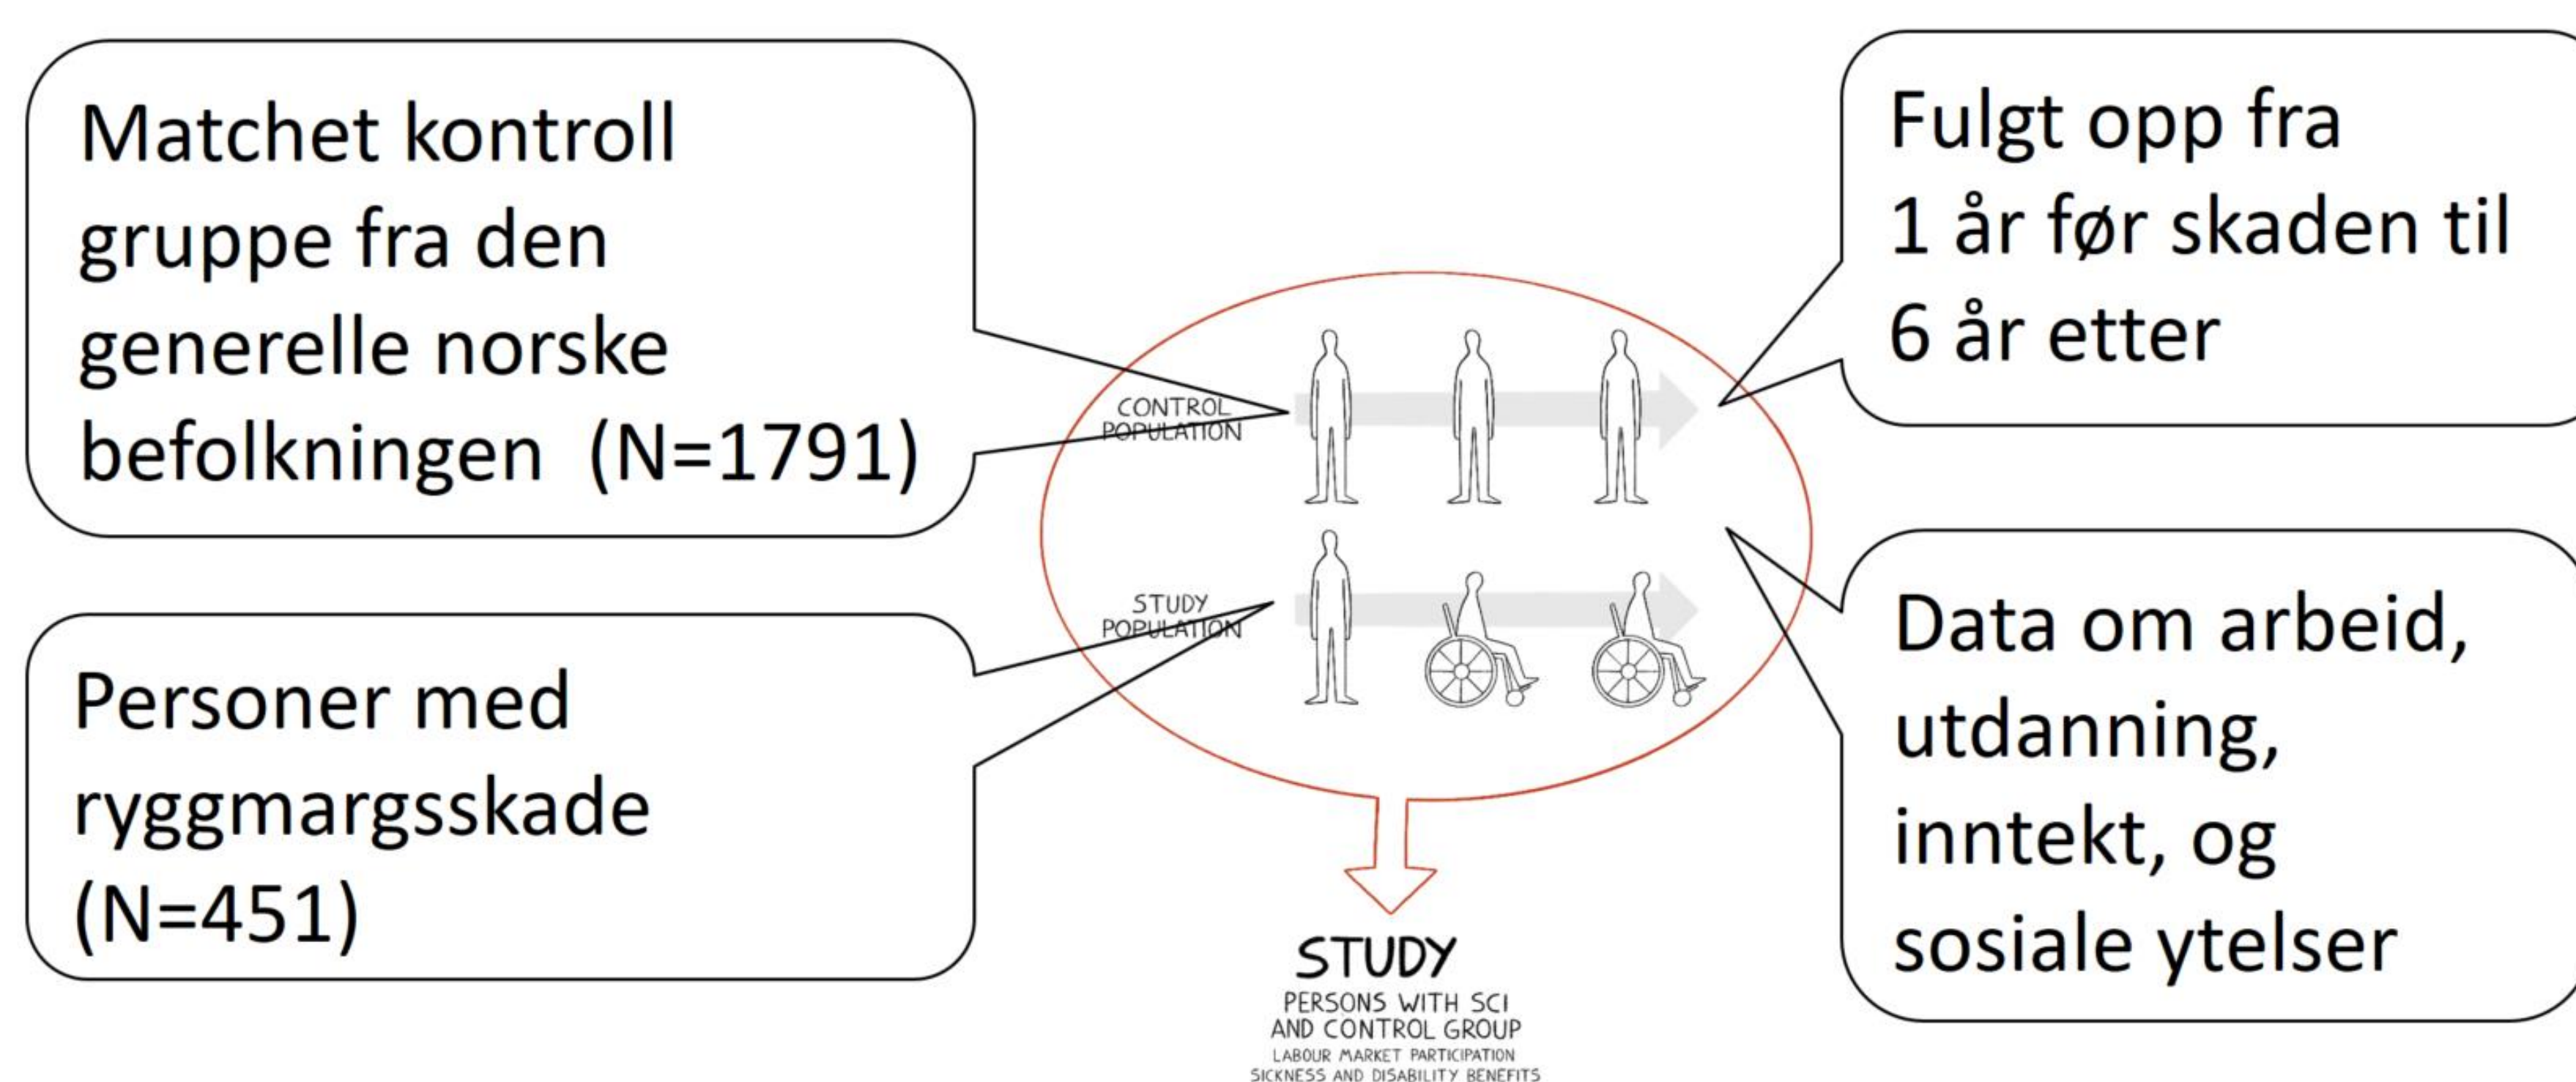 Matchet kontroll
gruppe fra den
generelle norske
befolkningen (N=1791)
Personer med
ryggmargsskade
(N=451)
CONTROL
POPULATION
STUDY
POPULATION
Fulgt opp fra
1 år før skaden til
6 år etter
Data om arbeid,
utdanning,
inntekt, og
sosiale ytelser
STUDY
PERSONS WITH SCI
AND CONTROL GROUP
LABOUR MARKET PARTICIPATION
SICKNESS AND DISABILITY BENEFITS